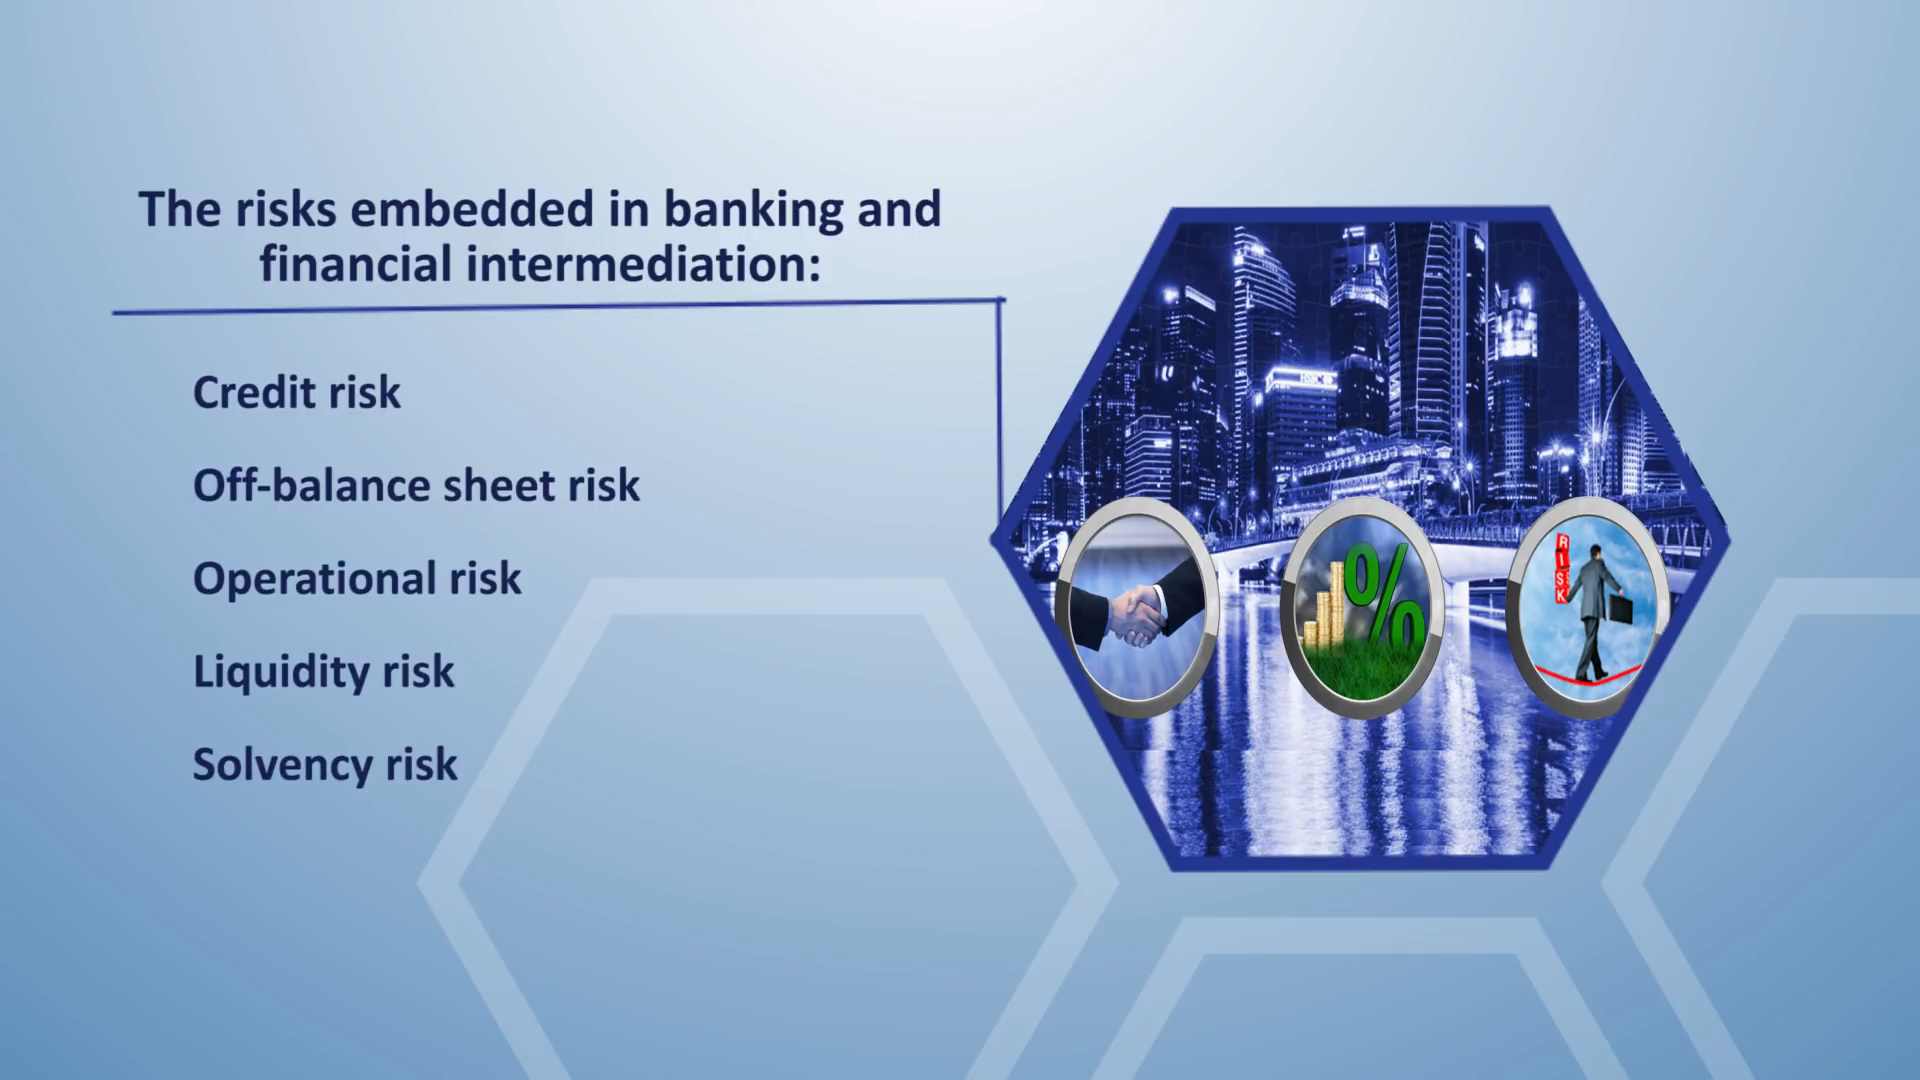 The risks embedded in banking and
financial intermediation:
Credit risk
Off-balance sheet risk
Operational risk
Liquidity risk
Solvency risk
HSBC
%
R
I
S
K